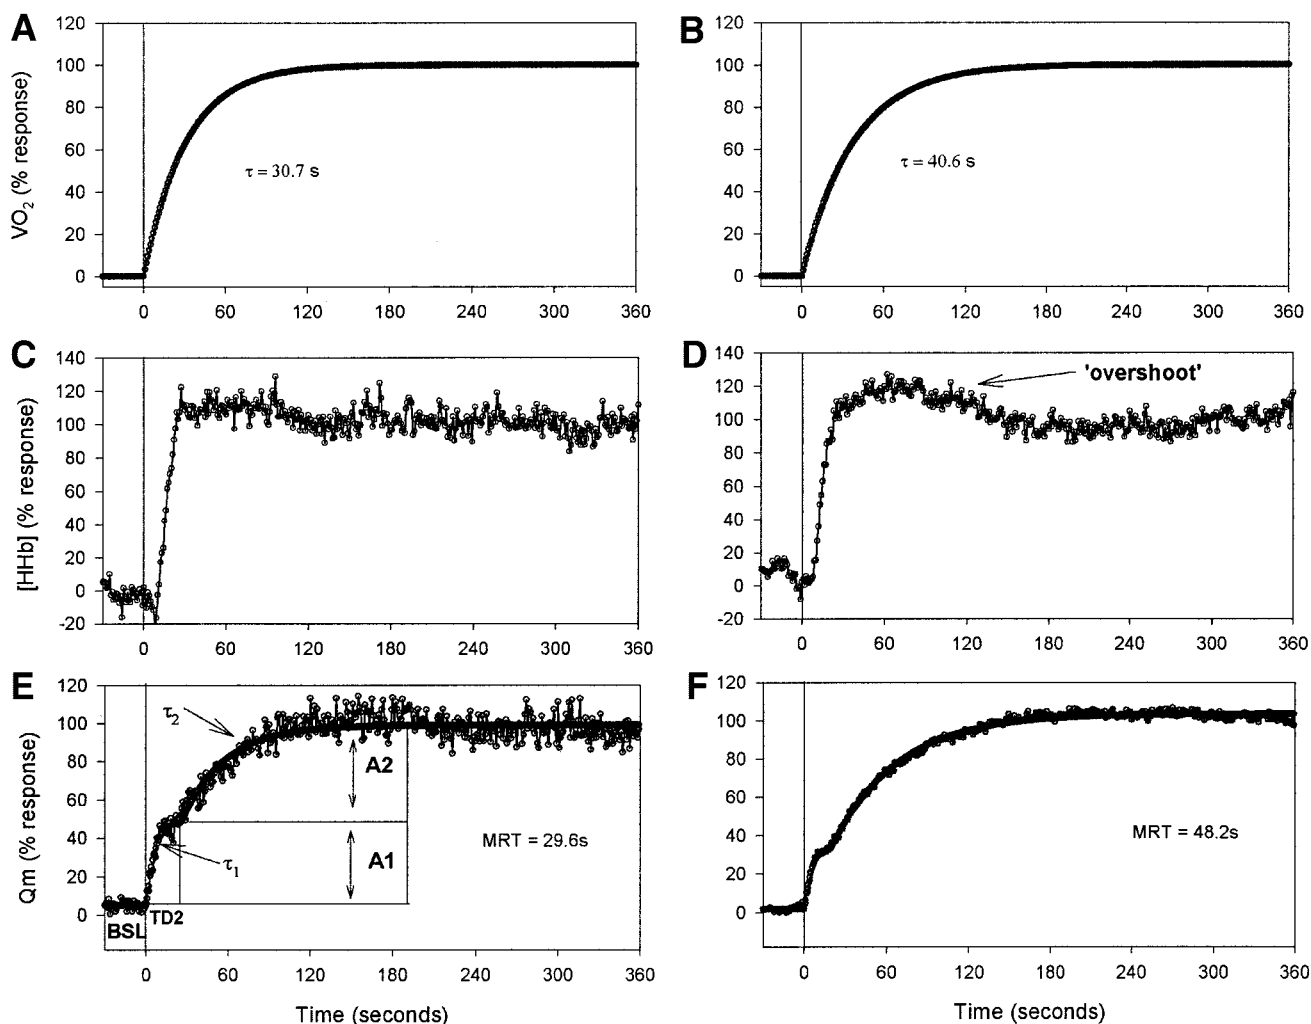 A
B
120
100
80
60
40
20
0
VO2 (% response)
τ = 30.7 s
0 60 120 180 240 300 360
120
100
80
60
40
20
0
τ = 40.6 s
0 60 120 180 240 300 360
C
D
140
120
100
80
60
40
20
0
-20
[HHb] (% response)
0 60 120 180 240 300 360
140
120
100
80
60
40
20
0
-20
'overshoot'
0 60 120 180 240 300 360
E
F
120
100
80
60
40
20
0
Qm (% response)
τ2
A2
A1
τ1
MRT = 29.6s
BSL
TD2
0 60 120 180 240 300 360
Time (seconds)
120
100
80
60
40
20
0
MRT = 48.2s
0 60 120 180 240 300 360
Time (seconds)